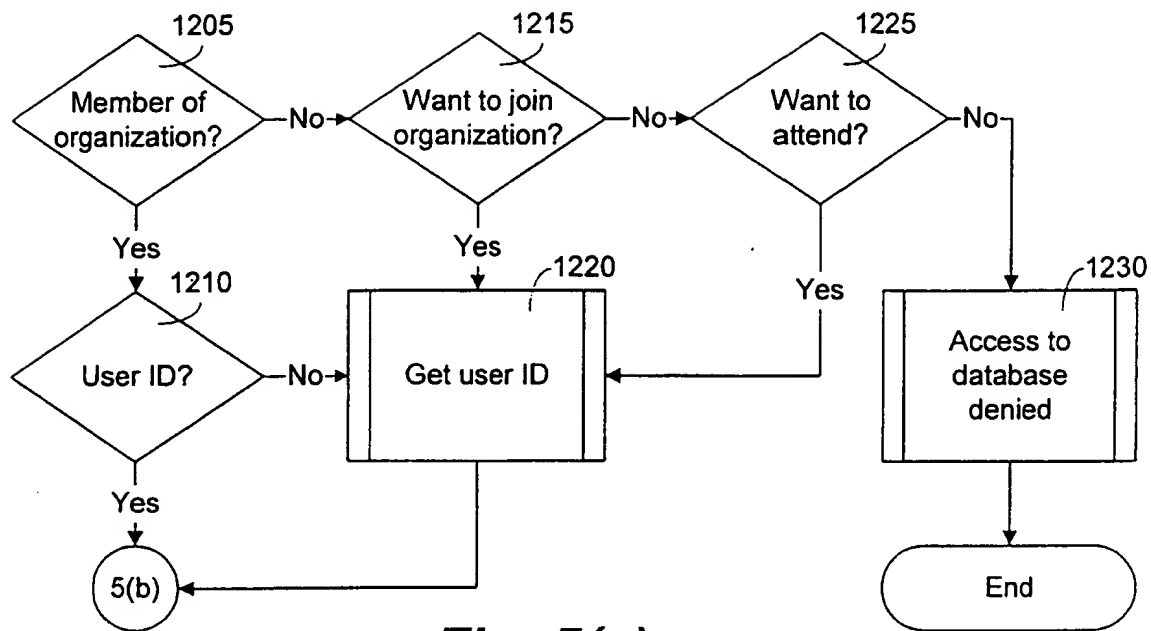 1205
1215
1225
Member of
organization?
No
Want to join
organization?
No
Want to
attend?
No
Yes
Yes
Yes
1210
1220
1230
User ID?
No
Get user ID
Access to
database
denied
Yes
5(b)
End